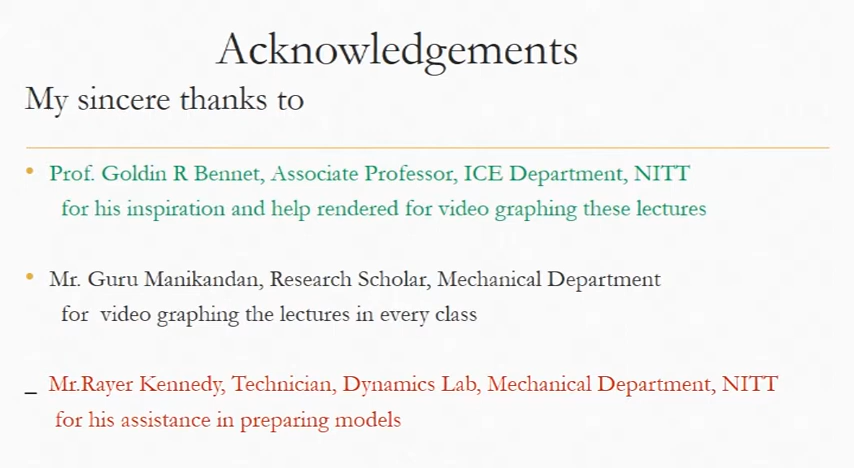 Acknowledgements
My sincere thanks to
• Prof. Goldin R Bennet, Associate Professor, ICE Department, NITT
for his inspiration and help rendered for video graphing these lectures
• Mr. Guru Manikandan, Research Scholar, Mechanical Department
for video graphing the lectures in every class
_ Mr.Rayer Kennedy, Technician, Dynamics Lab, Mechanical Department, NITT
for his assistance in preparing models